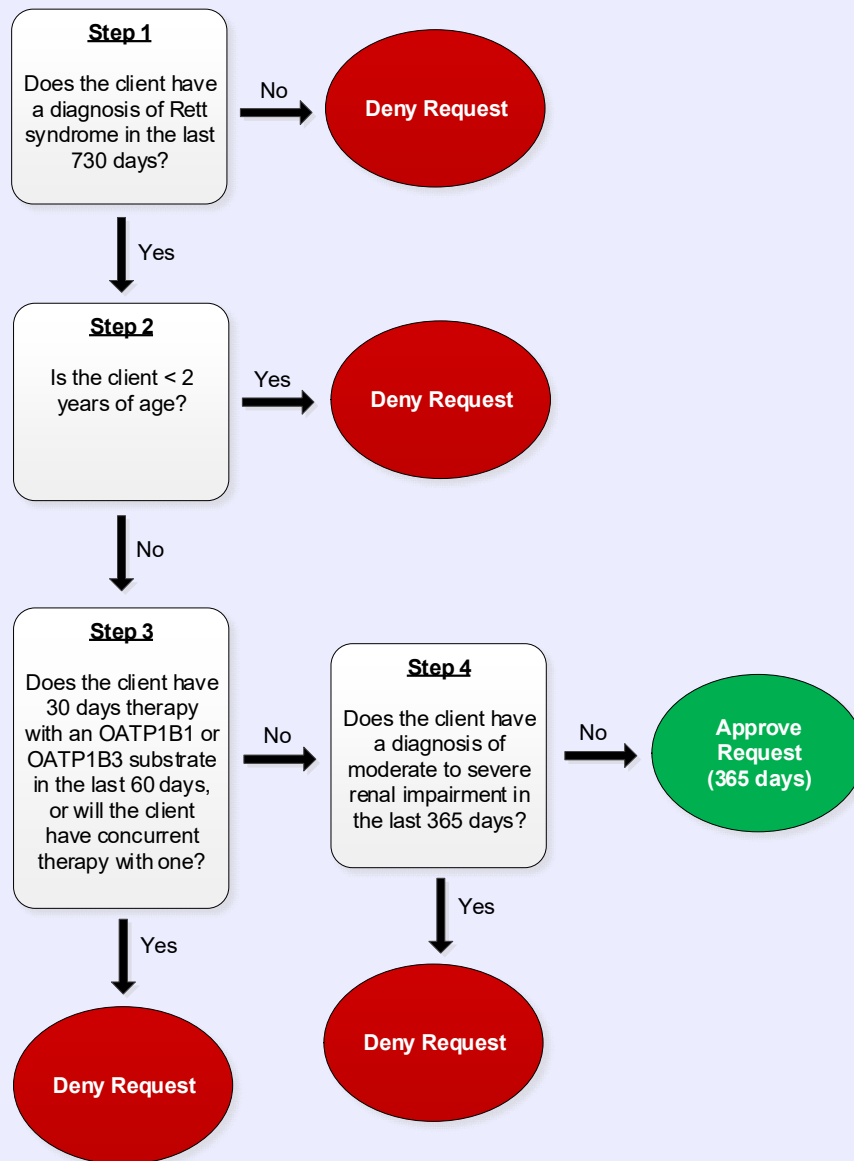 Step 1
Does the client have
a diagnosis of Rett
syndrome in the last
730 days?
No
Deny Request
Yes
Step 2
Is the client < 2
years of age?
Yes
Deny Request
No
Step 3
Does the client have
30 days therapy
with an OATP1B1 or
OATP1B3 substrate
in the last 60 days,
or will the client
have concurrent
therapy with one?
No
Step 4
Does the client have
a diagnosis of
moderate to severe
renal impairment in
the last 365 days?
No
Approve
Request
(365 days)
Yes
Deny Request
Yes
Deny Request